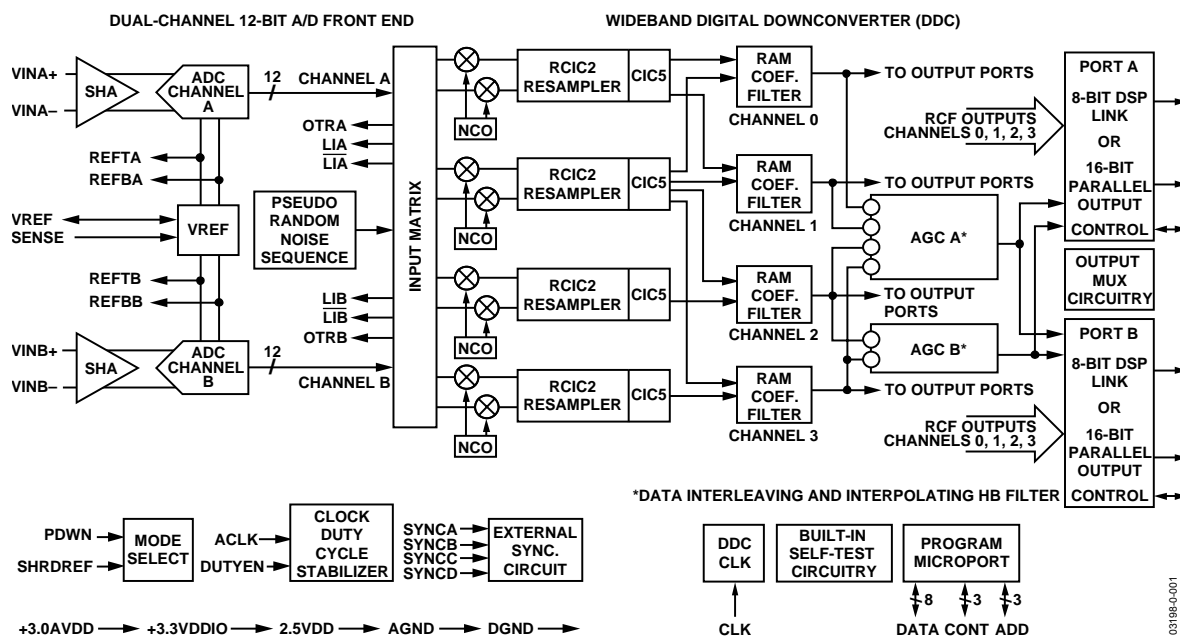 DUAL-CHANNEL 12-BIT A/D FRONT END
WIDEBAND DIGITAL DOWNCONVERTER (DDC)
VINA+
VINA–
SHA
ADC
CHANNEL
A
12
CHANNEL A
OTRA
LIA
LIA
REFTA
REFBA
VREF
SENSE
VREF
PSEUDO
RANDOM
NOISE
SEQUENCE
REFTB
REFBB
LIB
LIB
OTRB
VINB+
VINB–
SHA
ADC
CHANNEL
B
12
CHANNEL B
INPUT MATRIX
NCO
RCIC2
RESAMPLER
CIC5
NCO
RCIC2
RESAMPLER
CIC5
NCO
RCIC2
RESAMPLER
CIC5
NCO
RCIC2
RESAMPLER
CIC5
RAM
COEF.
FILTER
CHANNEL 0
RAM
COEF.
FILTER
CHANNEL 1
RAM
COEF.
FILTER
CHANNEL 2
RAM
COEF.
FILTER
CHANNEL 3
TO OUTPUT PORTS
RCF OUTPUTS
CHANNELS 0, 1, 2, 3
TO OUTPUT PORTS
AGC A*
TO OUTPUT
PORTS
AGC B*
TO OUTPUT PORTS
RCF OUTPUTS
CHANNELS 0, 1, 2, 3
PORT A
8-BIT DSP
LINK
OR
16-BIT
PARALLEL
OUTPUT
CONTROL
OUTPUT
MUX
CIRCUITRY
PORT B
8-BIT DSP
LINK
OR
16-BIT
PARALLEL
OUTPUT
CONTROL
*DATA INTERLEAVING AND INTERPOLATING HB FILTER
PDWN
SHRDREF
MODE
SELECT
ACLK
DUTYEN
CLOCK
DUTY
CYCLE
STABILIZER
SYNCA
SYNCB
SYNCC
SYNCD
EXTERNAL
SYNC.
CIRCUIT
DDC
CLK
CLK
BUILT-IN
SELF-TEST
CIRCUITRY
PROGRAM
MICROPORT
8
3
3
DATA CONT ADD
+3.0AVDD
+3.3VDDIO
2.5VDD
AGND
DGND
03198-0-001